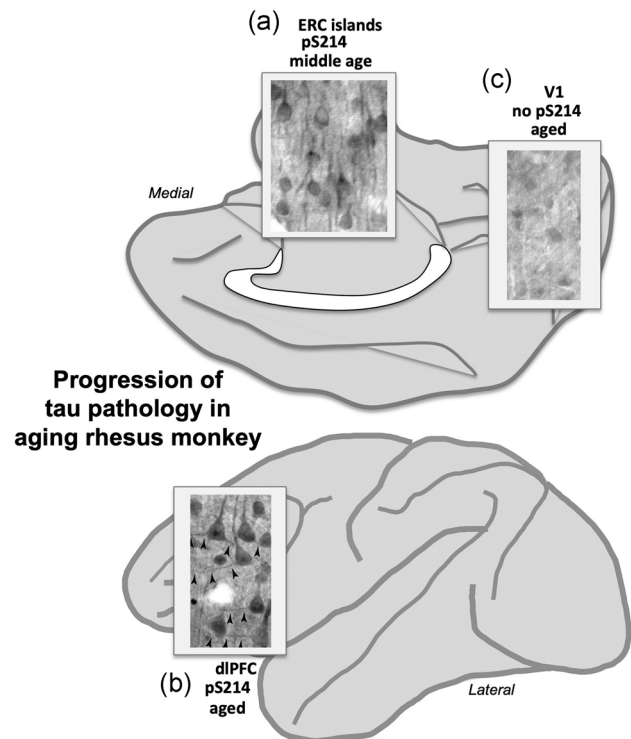 (a)
ERC islands
pS214
middle age
(c)
V1
no pS214
aged
Medial
Progression of
tau pathology in
aging rhesus monkey
dlPFC
(b)
pS214
aged
Lateral